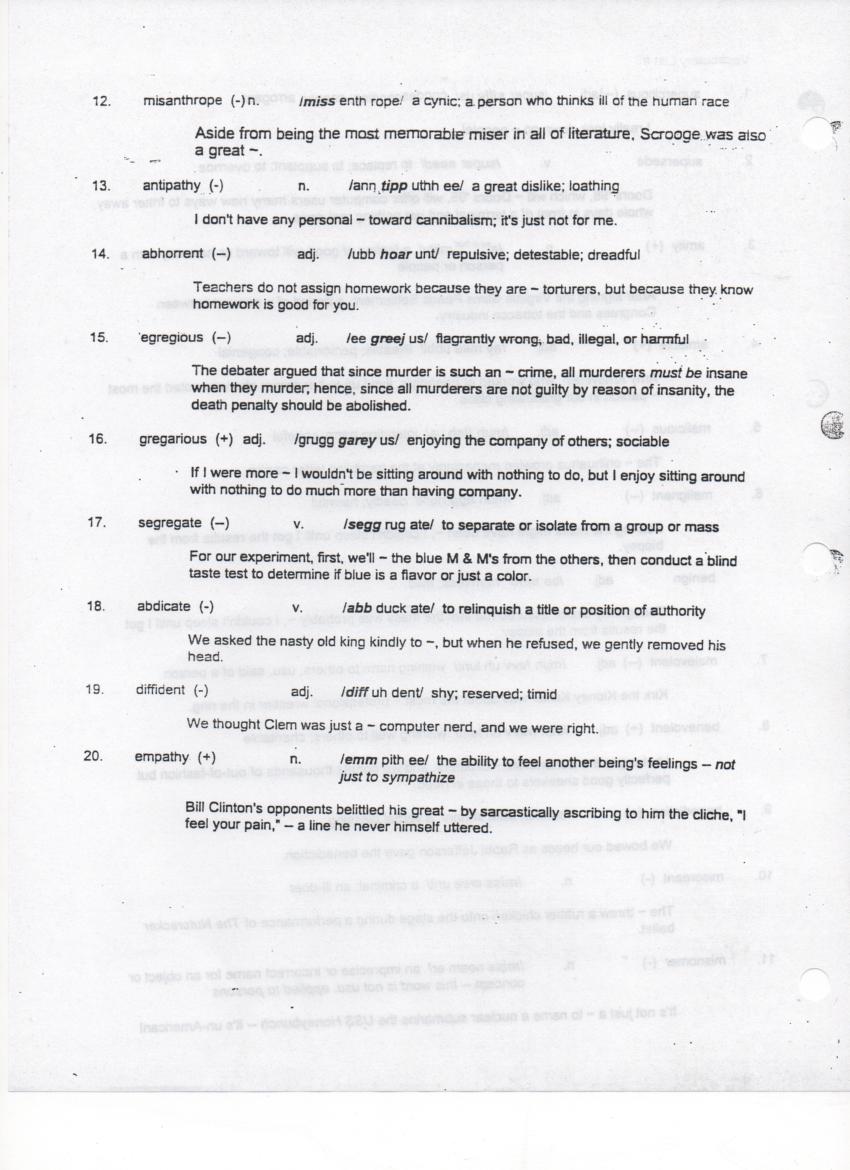 12. misanthrope (-) n. /miss enth rope/ a cynic; a person who thinks ill of the human race
Aside from being the most memorable miser in all of literature, Scrooge was also
a great ~.
13. antipathy (-) n. /ann tipp uthh ee/ a great dislike; loathing
I don't have any personal ~ toward cannibalism; it's just not for me.
14. abhorrent (--) adj. /ubb hoar unt/ repulsive; detestable; dreadful
Teachers do not assign homework because they are ~ torturers, but because they know
homework is good for you.
15. egregious (--) adj. /ee greej us/ flagrantly wrong, bad, illegal, or harmful
The debater argued that since murder is such an ~ crime, all murderers must be insane
when they murder; hence, since all murderers are not guilty by reason of insanity, the
death penalty should be abolished.
16. gregarious (+) adj. /grugg garey us/ enjoying the company of others; sociable
If I were more ~ I wouldn't be sitting around with nothing to do, but I enjoy sitting around
with nothing to do much more than having company.
17. segregate (--) v. /segg rug ate/ to separate or isolate from a group or mass
For our experiment, first, we'll ~ the blue M & M's from the others, then conduct a blind
taste test to determine if blue is a flavor or just a color.
18. abdicate (-) v. /abb duck ate/ to relinquish a title or position of authority
We asked the nasty old king kindly to ~, but when he refused, we gently removed his
head.
19. diffident (-) adj. /diff uh dent/ shy; reserved; timid
We thought Clem was just a ~ computer nerd, and we were right.
20. empathy (+) n. /emm pith ee/ the ability to feel another being's feelings -- not
just to sympathize
Bill Clinton's opponents belittled his great ~ by sarcastically ascribing to him the cliche, "I
feel your pain," -- a line he never himself uttered.